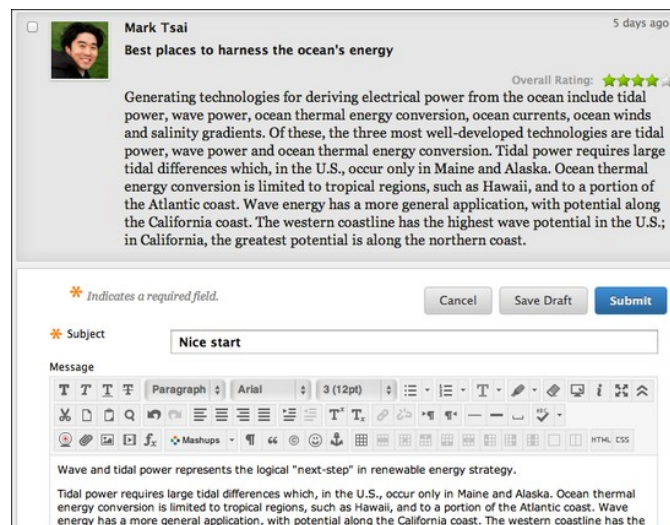 Mark Tsai
5 days ago
Best places to harness the ocean's energy
Overall Rating:
Generating technologies for deriving electrical power from the ocean include tidal
power, wave power, ocean thermal energy conversion, ocean currents, ocean winds
and salinity gradients. Of these, the three most well-developed technologies are tidal
power, wave power and ocean thermal energy conversion. Tidal power requires large
tidal differences which, in the U.S., occur only in Maine and Alaska. Ocean thermal
energy conversion is limited to tropical regions, such as Hawaii, and to a portion of
the Atlantic coast. Wave energy has a more general application, with potential along
the California coast. The western coastline has the highest wave potential in the U.S.;
in California, the greatest potential is along the northern coast.
Indicates a required field.
Cancel
Save Draft
Submit
Subject
Nice start
Message
T T T T Paragraph Arial 3 (12pt) T i
Tx Tx ABC
fx Mashups HTML CSS
Wave and tidal power represents the logical "next-step" in renewable energy strategy.
Tidal power requires large tidal differences which, in the U.S., occur only in Maine and Alaska. Ocean thermal
energy conversion is limited to tropical regions, such as Hawaii, and to a portion of the Atlantic coast. Wave
energy has a more general application, with potential along the California coast. The western coastline has the